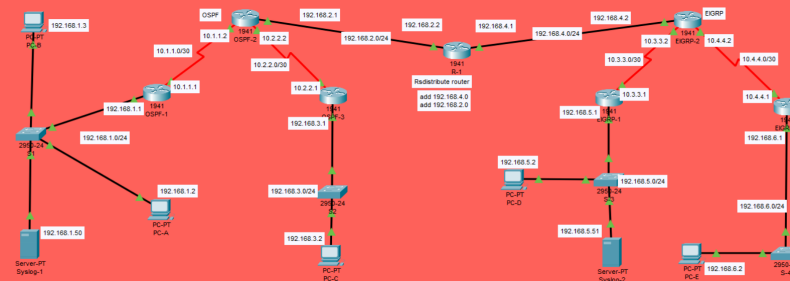 PC-PT
PC-B
192.168.1.3
OSPF
10.1.1.2
1941
OSPF-2
192.168.2.1
10.2.2.2
192.168.2.0/24
192.168.2.2
192.168.4.1
1941
R-1
Rsdistribute router
add 192.168.4.0
add 192.168.2.0
192.168.4.0/24
192.168.4.2
EIGRP
1941
EIGRP-2
10.3.3.2
10.4.4.2
10.1.1.0/30
10.2.2.0/30
10.3.3.0/30
10.4.4.0/30
10.1.1.1
1941
OSPF-1
192.168.1.1
10.2.2.1
1941
192.168.3.1
10.3.3.1
1941
EIGRP-1
192.168.5.1
10.4.4.1
192.168.6.1
192.168.1.0/24
2950-24
S1
192.168.1.2
PC-PT
PC-A
192.168.1.50
Server-PT
Syslog-1
192.168.3.0/24
2950-24
S2
192.168.3.2
PC-PT
PC-C
192.168.5.2
PC-PT
PC-D
192.168.5.0/24
2950-24
192.168.5.51
Server-PT
Syslog-2
192.168.6.0/24
PC-PT
PC-E
192.168.6.2